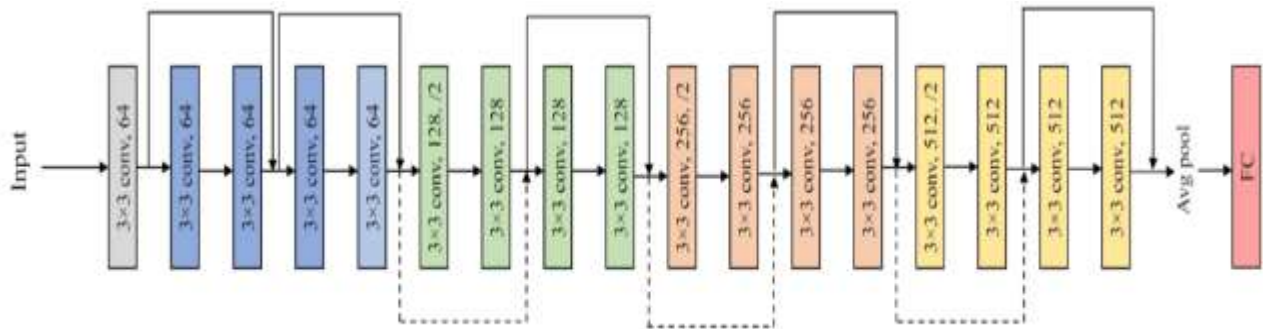 Input
3×3 conv, 64
3×3 conv, 64
3×3 conv, 64
3×3 conv, 64
3×3 conv, 64
3×3 conv, 128, /2
3×3 conv, 128
3×3 conv, 128
3×3 conv, 128
3×3 conv, 256, /2
3×3 conv, 256
3×3 conv, 256
3×3 conv, 256
3×3 conv, 512, /2
3×3 conv, 512
3×3 conv, 512
3×3 conv, 512
Avg pool
FC